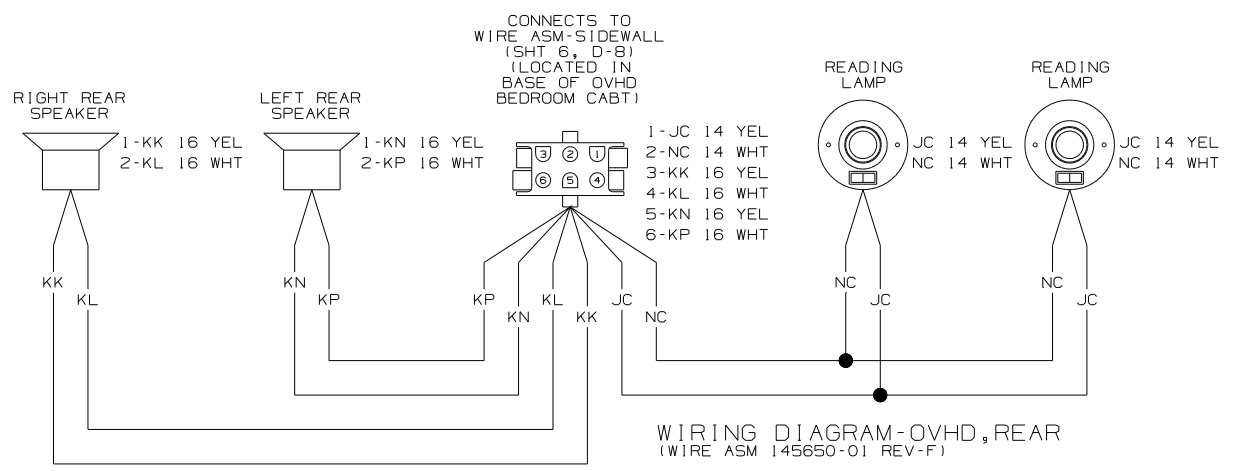 CONNECTS TO
WIRE ASM-SIDEWALL
(SHT 6, D-8)
(LOCATED IN
BASE OF OVHD
BEDROOM CABT)
RIGHT REAR
SPEAKER
1-KK 16 YEL
2-KL 16 WHT
LEFT REAR
SPEAKER
1-KN 16 YEL
2-KP 16 WHT
3 2 1
6 5 4
1-JC 14 YEL
2-NC 14 WHT
3-KK 16 YEL
4-KL 16 WHT
5-KN 16 YEL
6-KP 16 WHT
READING
LAMP
JC 14 YEL
NC 14 WHT
READING
LAMP
JC 14 YEL
NC 14 WHT
KK
KL
KN
KP
KP
KN
KL
KK
JC
NC
NC
JC
NC
JC
WIRING DIAGRAM-OVHD,REAR
(WIRE ASM 145650-01 REV-F)